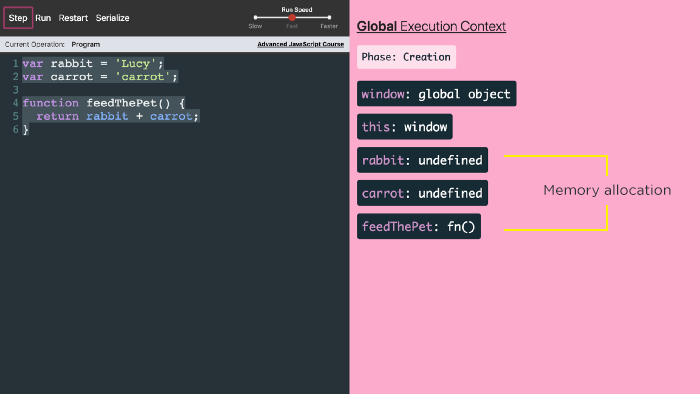 Step Run Restart Serialize
Run Speed
Slow Fast Faster
Current Operation: Program
Advanced JavaScript Course
1 var rabbit = 'Lucy';
2 var carrot = 'carrot';
3
4 function feedThePet() {
5 return rabbit + carrot;
6 }
Global Execution Context
Phase: Creation
window: global object
this: window
rabbit: undefined
carrot: undefined
feedThePet: fn()
Memory allocation